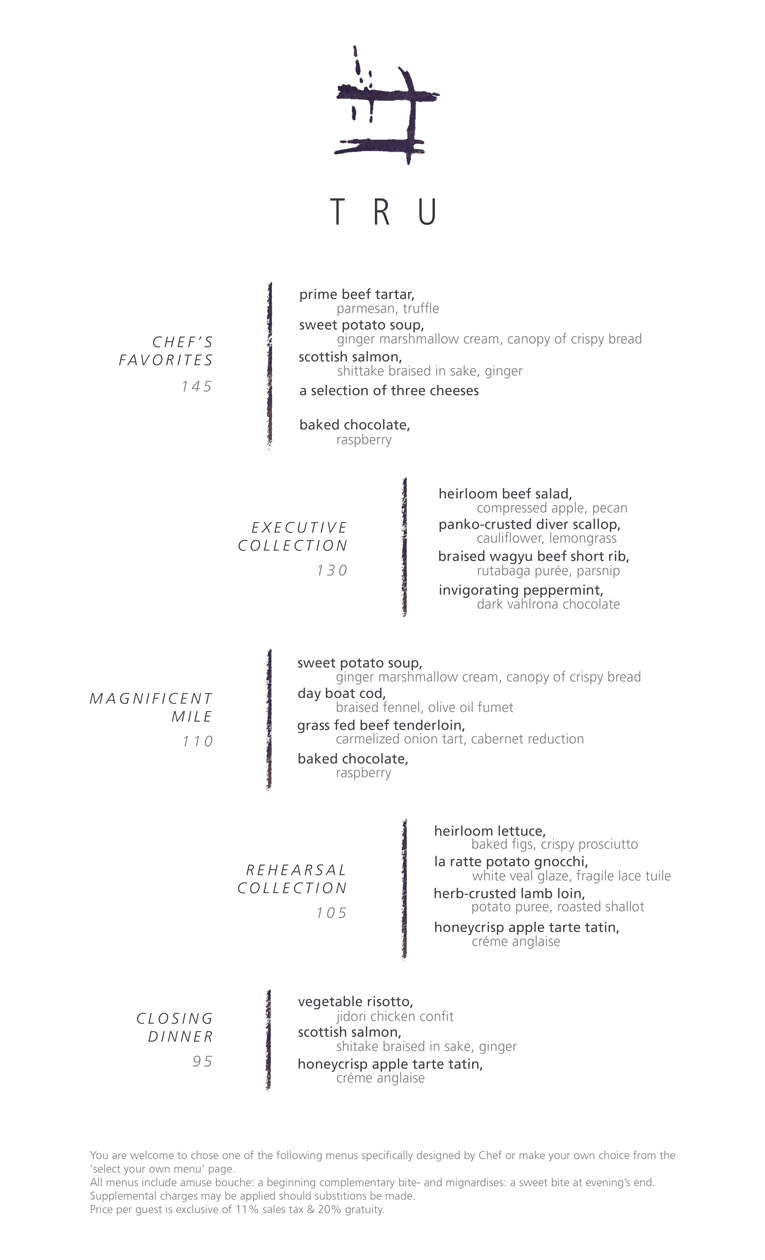 TRU
CHEF'S
FAVORITES
145
prime beef tartar,
parmesan, truffle
sweet potato soup,
ginger marshmallow cream, canopy of crispy bread
scottish salmon,
shittake braised in sake, ginger
a selection of three cheeses
baked chocolate,
raspberry
EXECUTIVE
COLLECTION
130
heirloom beef salad,
compressed apple, pecan
panko-crusted diver scallop,
cauliflower, lemongrass
braised wagyu beef short rib,
rutabaga purée, parsnip
invigorating peppermint,
dark vahlrona chocolate
MAGNIFICENT
MILE
110
sweet potato soup,
ginger marshmallow cream, canopy of crispy bread
day boat cod,
braised fennel, olive oil fumet
grass fed beef tenderloin,
carmelized onion tart, cabernet reduction
baked chocolate,
raspberry
REHEARSAL
COLLECTION
105
heirloom lettuce,
baked figs, crispy prosciutto
la ratte potato gnocchi,
white veal glaze, fragile lace tuile
herb-crusted lamb loin,
potato puree, roasted shallot
honeycrisp apple tarte tatin,
créme anglaise
CLOSING
DINNER
95
vegetable risotto,
jidori chicken confit
scottish salmon,
shitake braised in sake, ginger
honeycrisp apple tarte tatin,
créme anglaise
You are welcome to chose one of the following menus specifically designed by Chef or make your own choice from the
'select your own menu' page.
All menus include amuse bouche: a beginning complementary bite- and mignardises: a sweet bite at evening's end.
Supplemental charges may be applied should substitions be made.
Price per guest is exclusive of 11% sales tax & 20% gratuity.